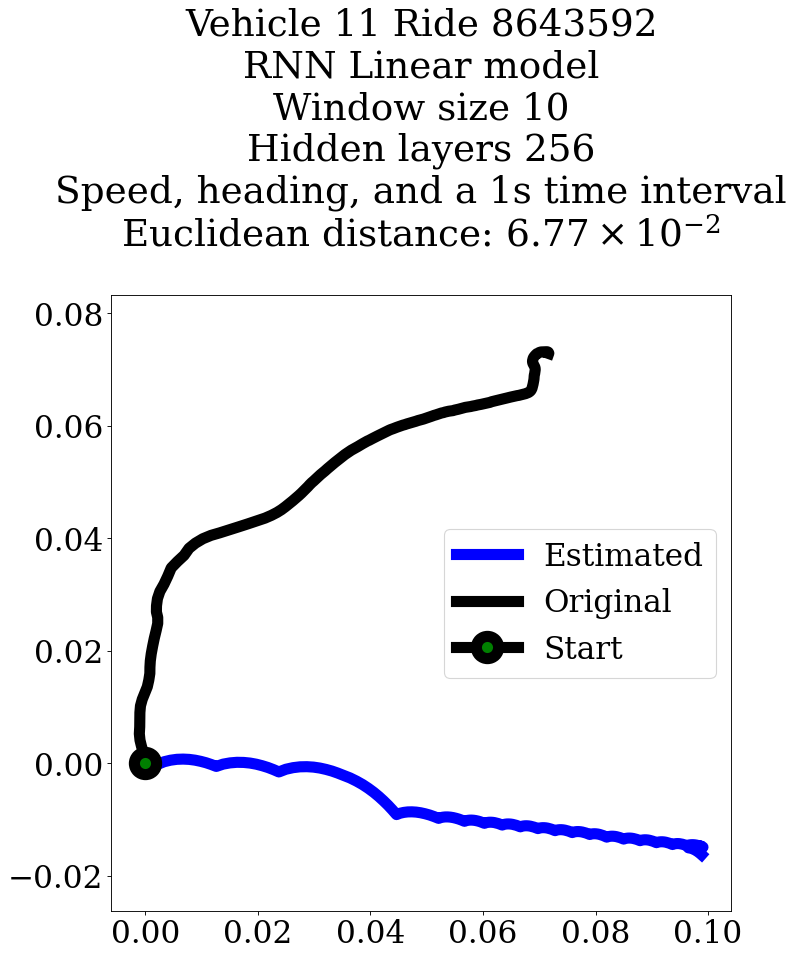 Vehicle 11 Ride 8643592
RNN Linear model
Window size 10
Hidden layers 256
Speed, heading, and a 1s time interval
Euclidean distance: 6.77 × 10⁻²
0.08
0.06
0.04
0.02
0.00
−0.02
Estimated
Original
Start
0.00 0.02 0.04 0.06 0.08 0.10